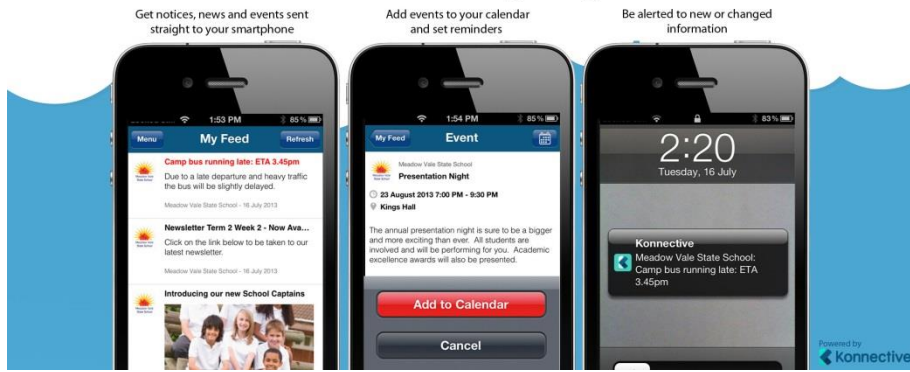 Get notices, news and events sent
straight to your smartphone
Add events to your calendar
and set reminders
Be alerted to new or changed
information
1:53 PM
85%
Menu
My Feed
Refresh
Camp bus running late: ETA 3.45pm
Due to a late departure and heavy traffic
the bus will be slightly delayed.
Meadow Vale State School - 16 July 2013
Newsletter Term 2 Week 2 - Now Ava...
Click on the link below to be taken to our
latest newsletter.
Meadow Vale State School - 16 July 2013
Introducing our new School Captains
1:54 PM
85%
My Feed
Event
Meadow Vale State School
Presentation Night
23 August 2013 7:00 PM - 9:30 PM
Kings Hall
The annual presentation night is sure to be a bigger
and more exciting than ever. All students are
involved and will be performing for you. Academic
excellence awards will also be presented.
Add to Calendar
Cancel
83%
2:20
Tuesday, 16 July
Konnective
Meadow Vale State School:
Camp bus running late: ETA
3.45pm
Powered by
Konnective